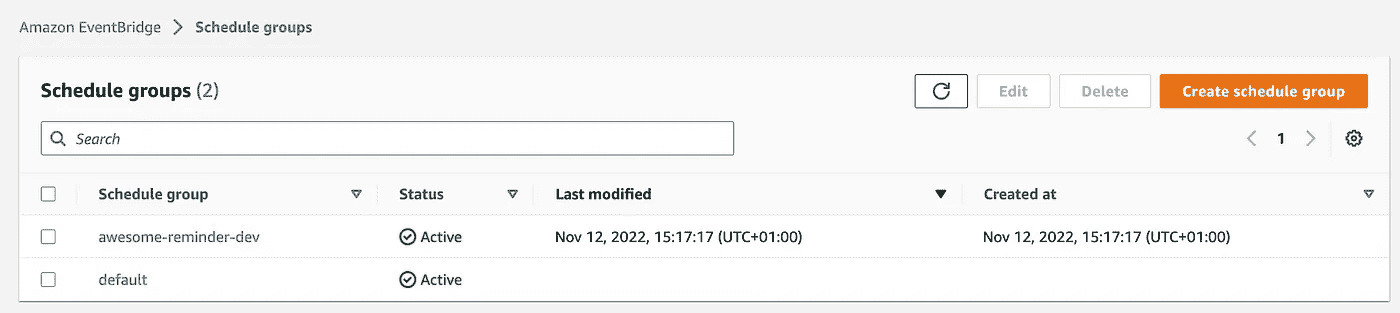 Amazon EventBridge Schedule groups
Schedule groups (2) Edit Delete Create schedule group
Search 1
Schedule group Status Last modified Created at
awesome-reminder-dev Active Nov 12, 2022, 15:17:17 (UTC+01:00) Nov 12, 2022, 15:17:17 (UTC+01:00)
default Active